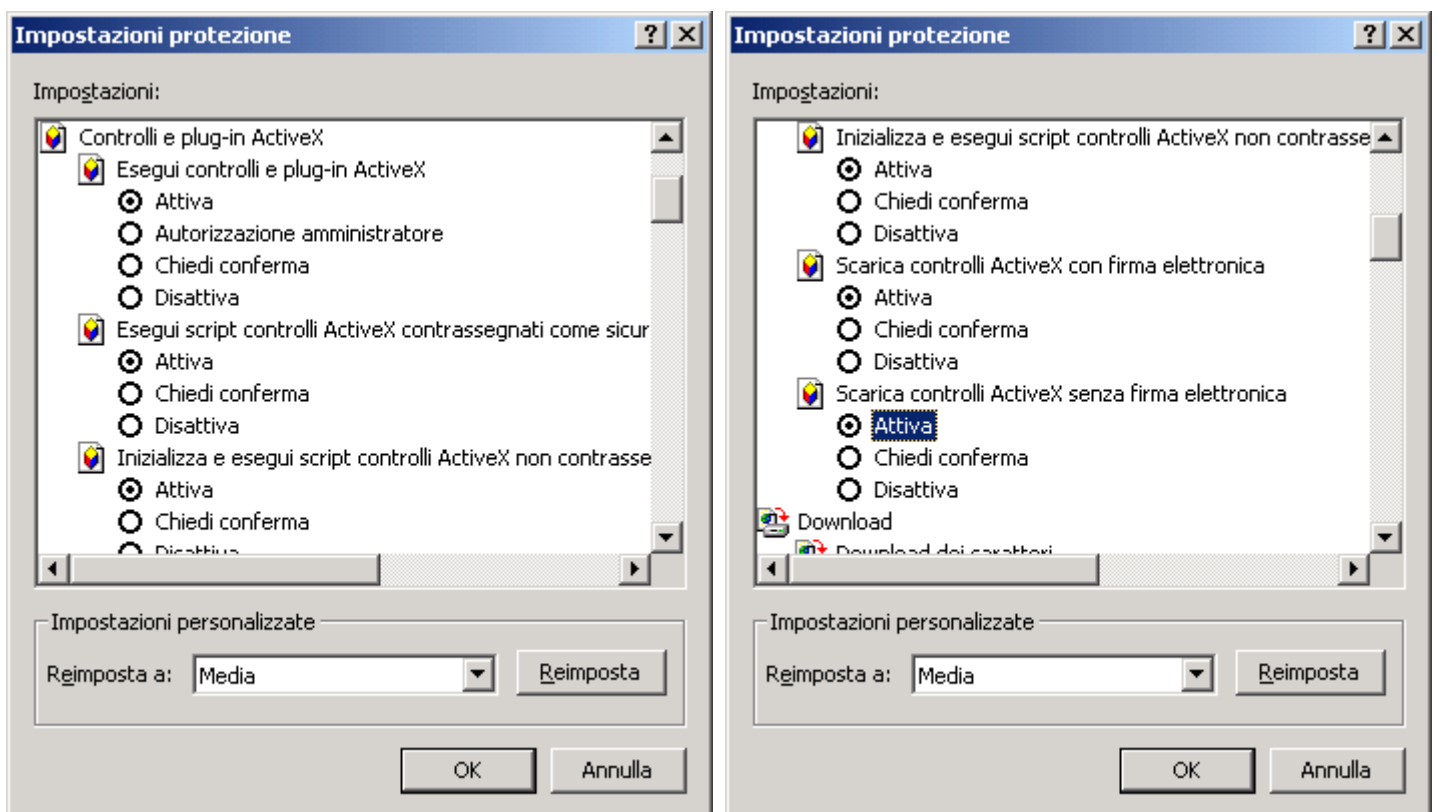 Impostazioni protezione
Impostazioni:
Controlli e plug-in ActiveX
Esegui controlli e plug-in ActiveX
Attiva
Autorizzazione amministratore
Chiedi conferma
Disattiva
Esegui script controlli ActiveX contrassegnati come sicur
Attiva
Chiedi conferma
Disattiva
Inizializza e esegui script controlli ActiveX non contrasse
Attiva
Chiedi conferma
Disattiva
Impostazioni personalizzate
Reimposta a: Media Reimposta
OK Annulla
Impostazioni protezione
Impostazioni:
Inizializza e esegui script controlli ActiveX non contrasse
Attiva
Chiedi conferma
Disattiva
Scarica controlli ActiveX con firma elettronica
Attiva
Chiedi conferma
Disattiva
Scarica controlli ActiveX senza firma elettronica
Attiva
Chiedi conferma
Disattiva
Download
Download dei caratteri
Impostazioni personalizzate
Reimposta a: Media Reimposta
OK Annulla